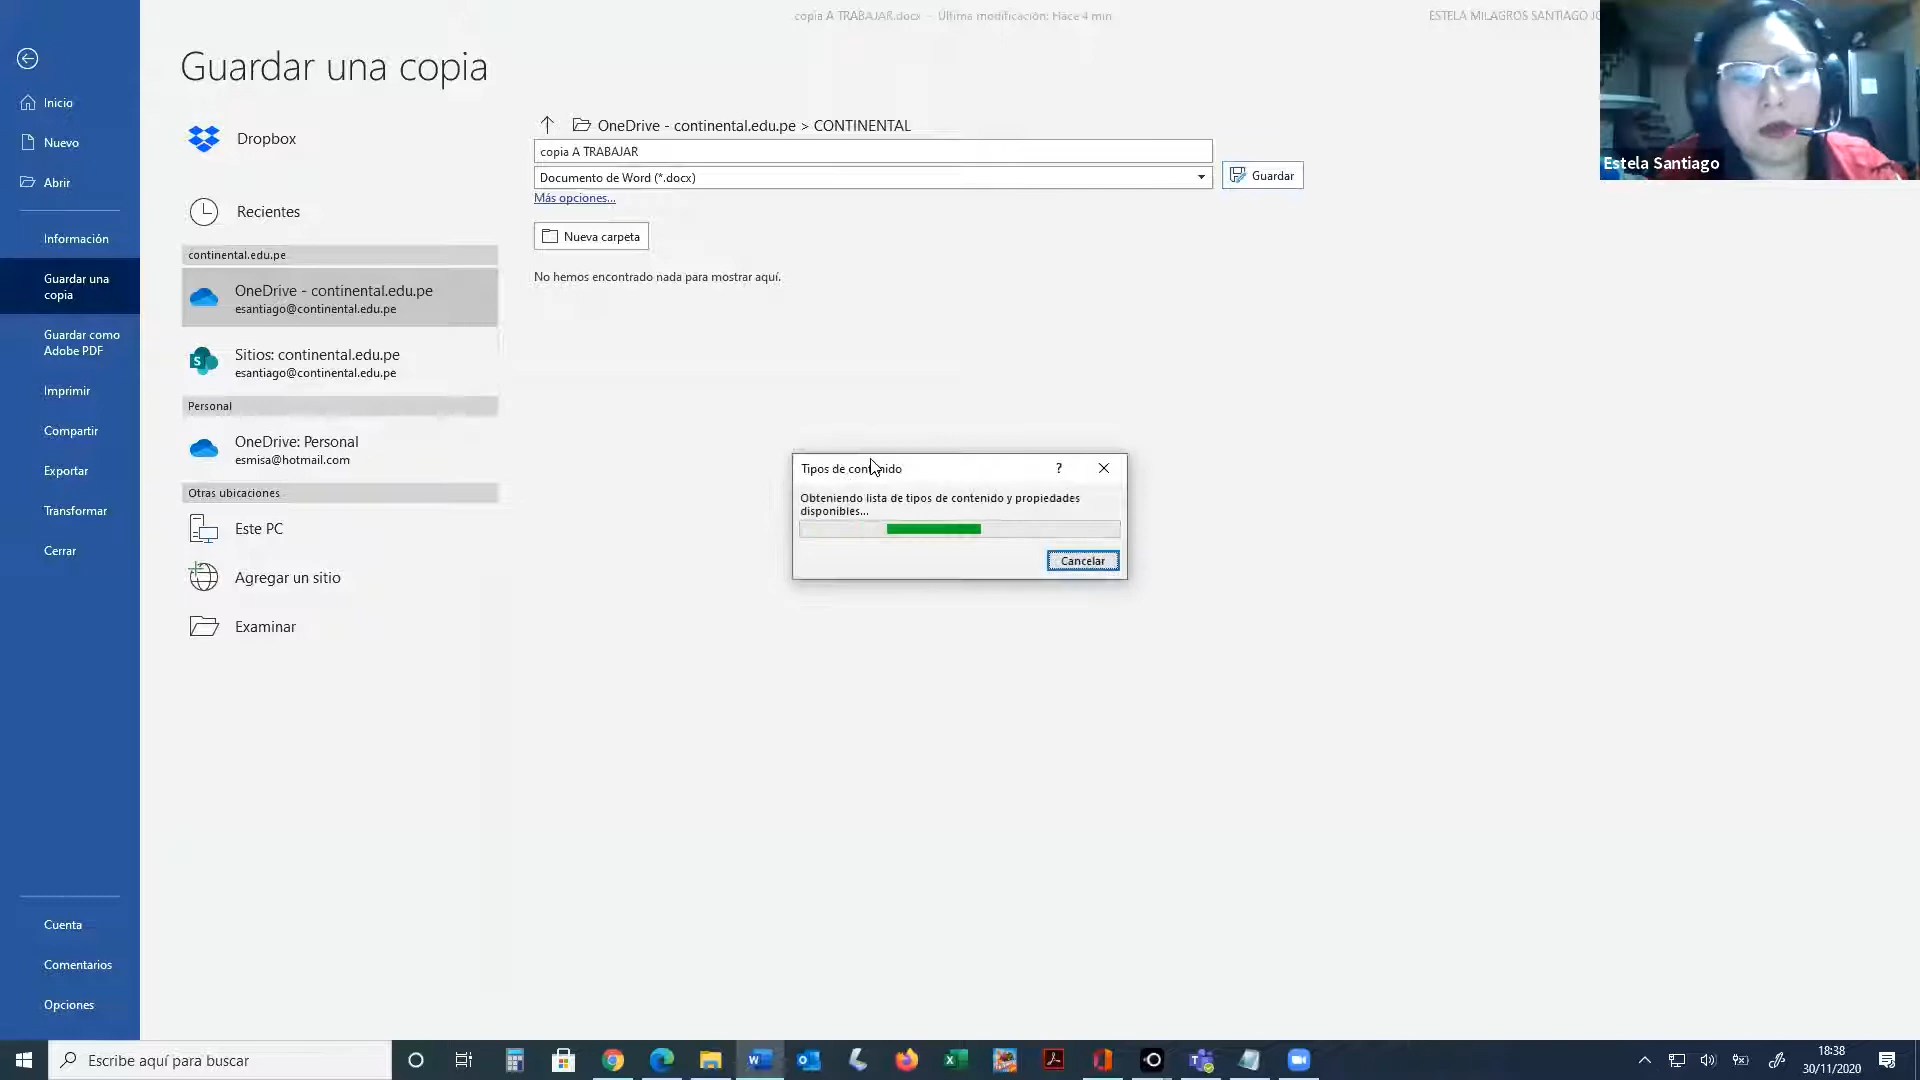 copia A TRABAJAR.docx - Última modificación: Hace 4 min
ESTELA MILAGROS SANTIAGO
Estela Santiago
Inicio
Nuevo
Abrir
Información
Guardar una
copia
Guardar como
Adobe PDF
Imprimir
Compartir
Exportar
Transformar
Cerrar
Cuenta
Comentarios
Opciones
Guardar una copia
Dropbox
Recientes
continental.edu.pe
OneDrive - continental.edu.pe
esantiago@continental.edu.pe
Sitios: continental.edu.pe
esantiago@continental.edu.pe
Personal
OneDrive: Personal
esmisa@hotmail.com
Otras ubicaciones
Este PC
Agregar un sitio
Examinar
OneDrive - continental.edu.pe > CONTINENTAL
copia A TRABAJAR
Documento de Word (*.docx)
Guardar
Más opciones...
Nueva carpeta
No hemos encontrado nada para mostrar aquí.
Tipos de contenido
Obteniendo lista de tipos de contenido y propiedades
disponibles...
Cancelar
Escribe aquí para buscar
18:38
30/11/2020